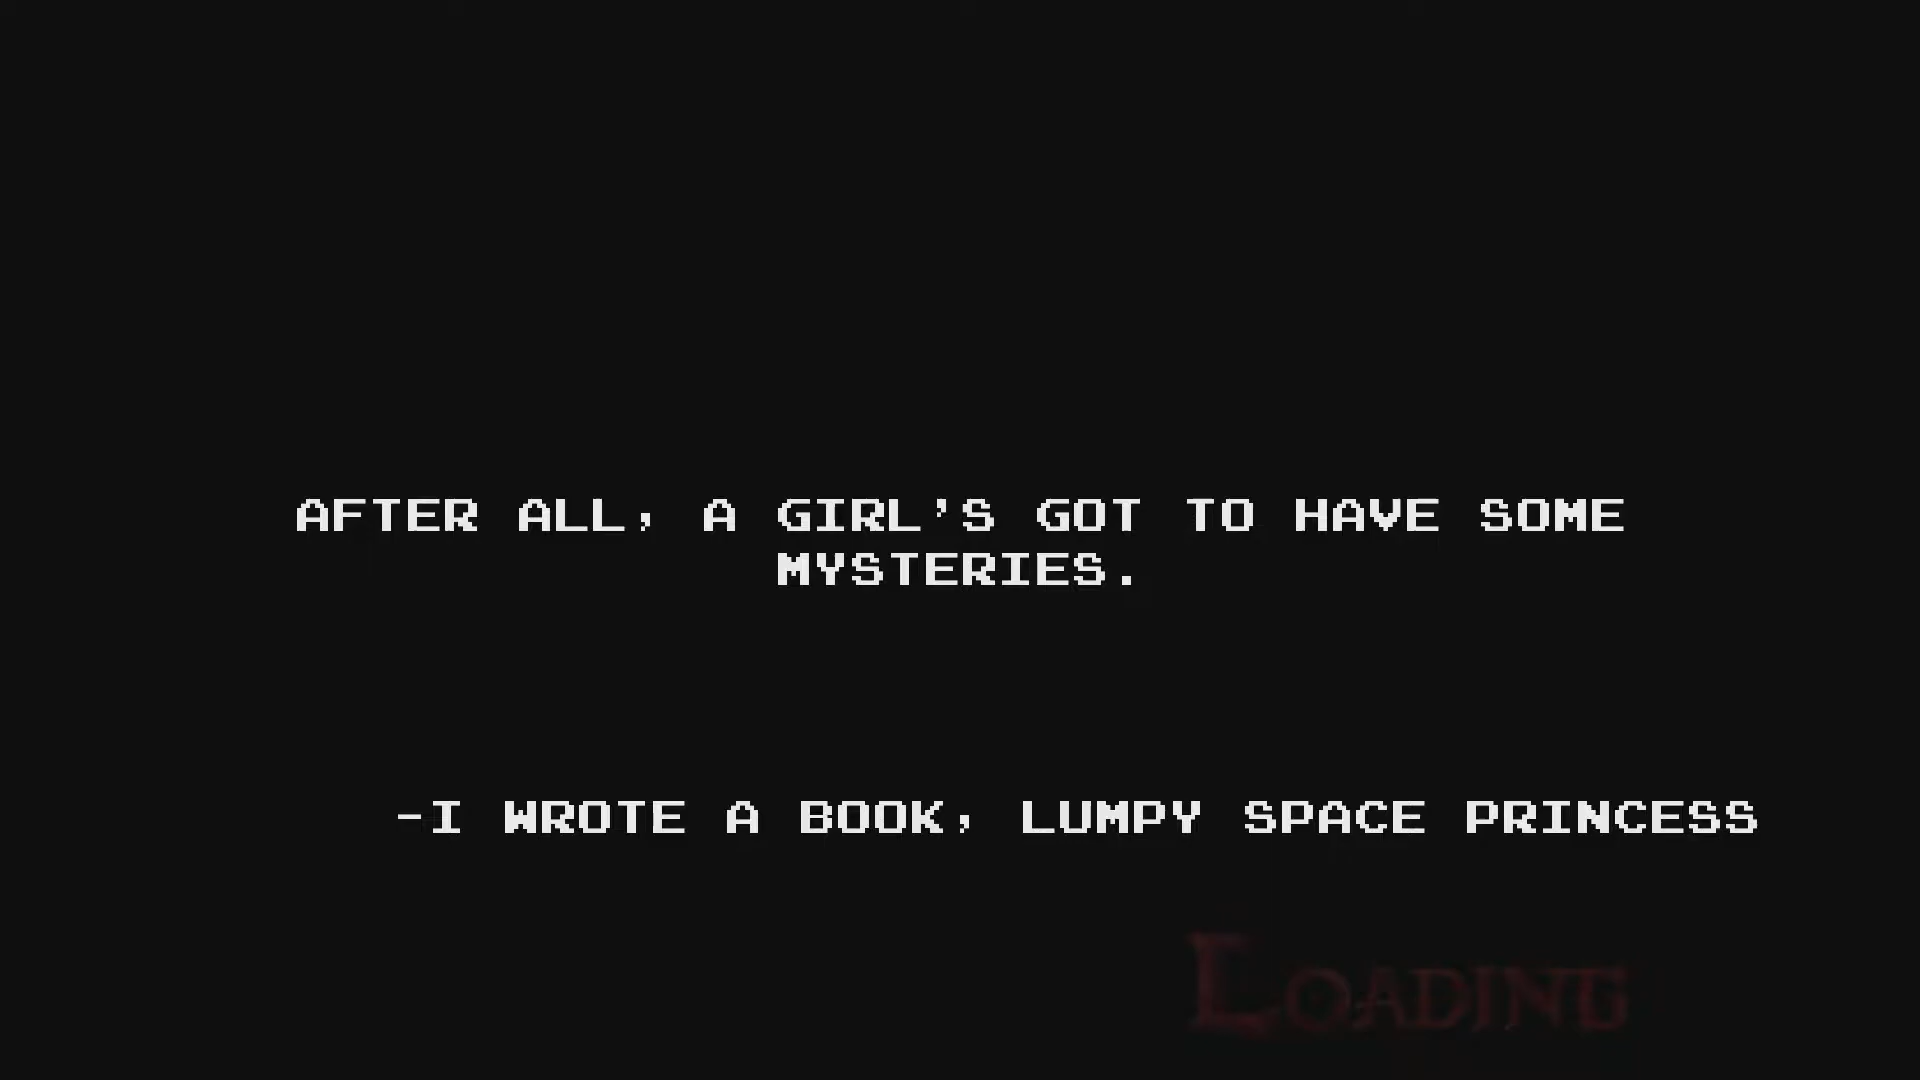 AFTER ALL, A GIRL'S GOT TO HAVE SOME
MYSTERIES.
-I WROTE A BOOK, LUMPY SPACE PRINCESS
LOADING